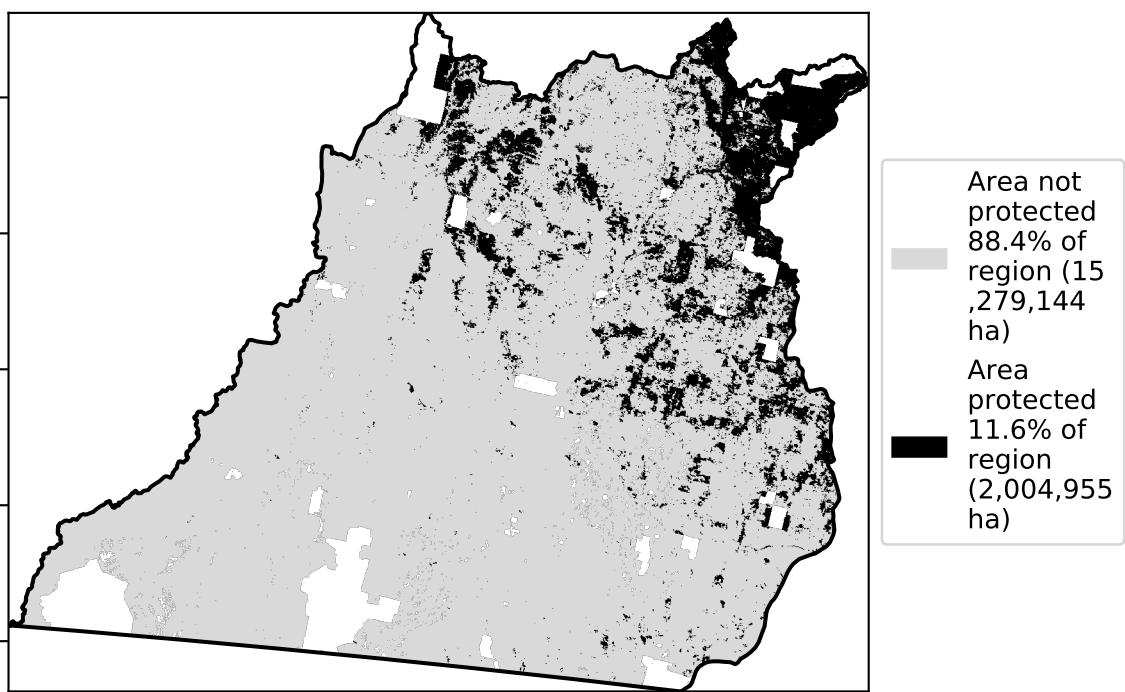 Area not
protected
88.4% of
region (15
,279,144
ha)
Area
protected
11.6% of
region
(2,004,955
ha)